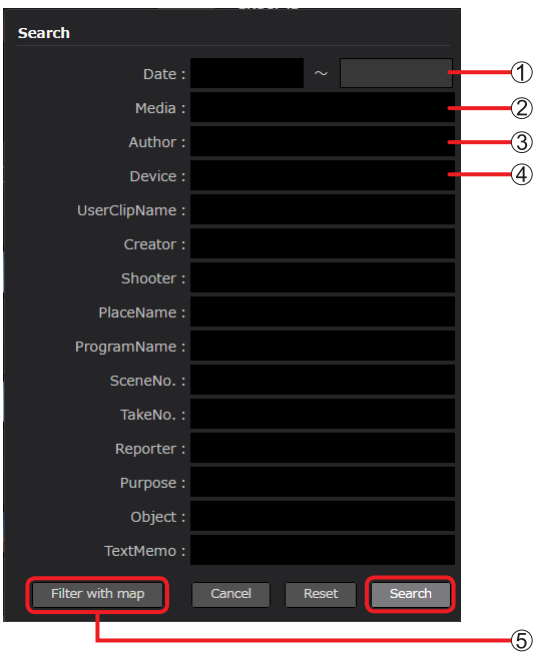 Search
Date : ～ ①
Media : ②
Author : ③
Device : ④
UserClipName :
Creator :
Shooter :
PlaceName :
ProgramName :
SceneNo. :
TakeNo. :
Reporter :
Purpose :
Object :
TextMemo :
Filter with map Cancel Reset Search
⑤